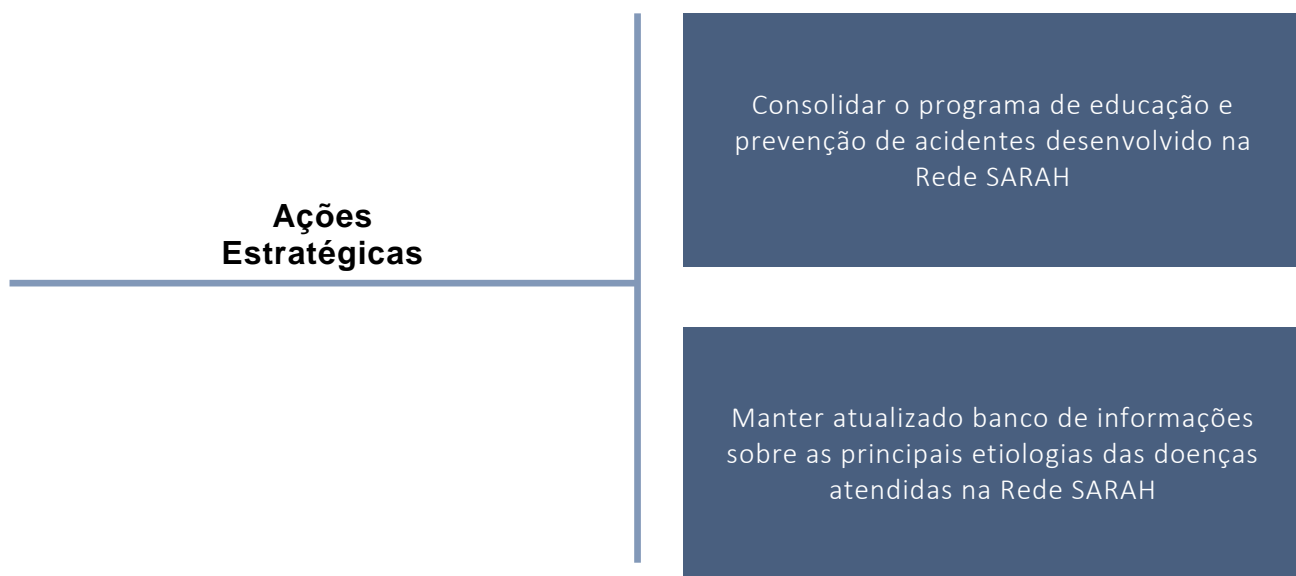 Ações
Estratégicas
Consolidar o programa de educação e
prevenção de acidentes desenvolvido na
Rede SARAH
Manter atualizado banco de informações
sobre as principais etiologias das doenças
atendidas na Rede SARAH